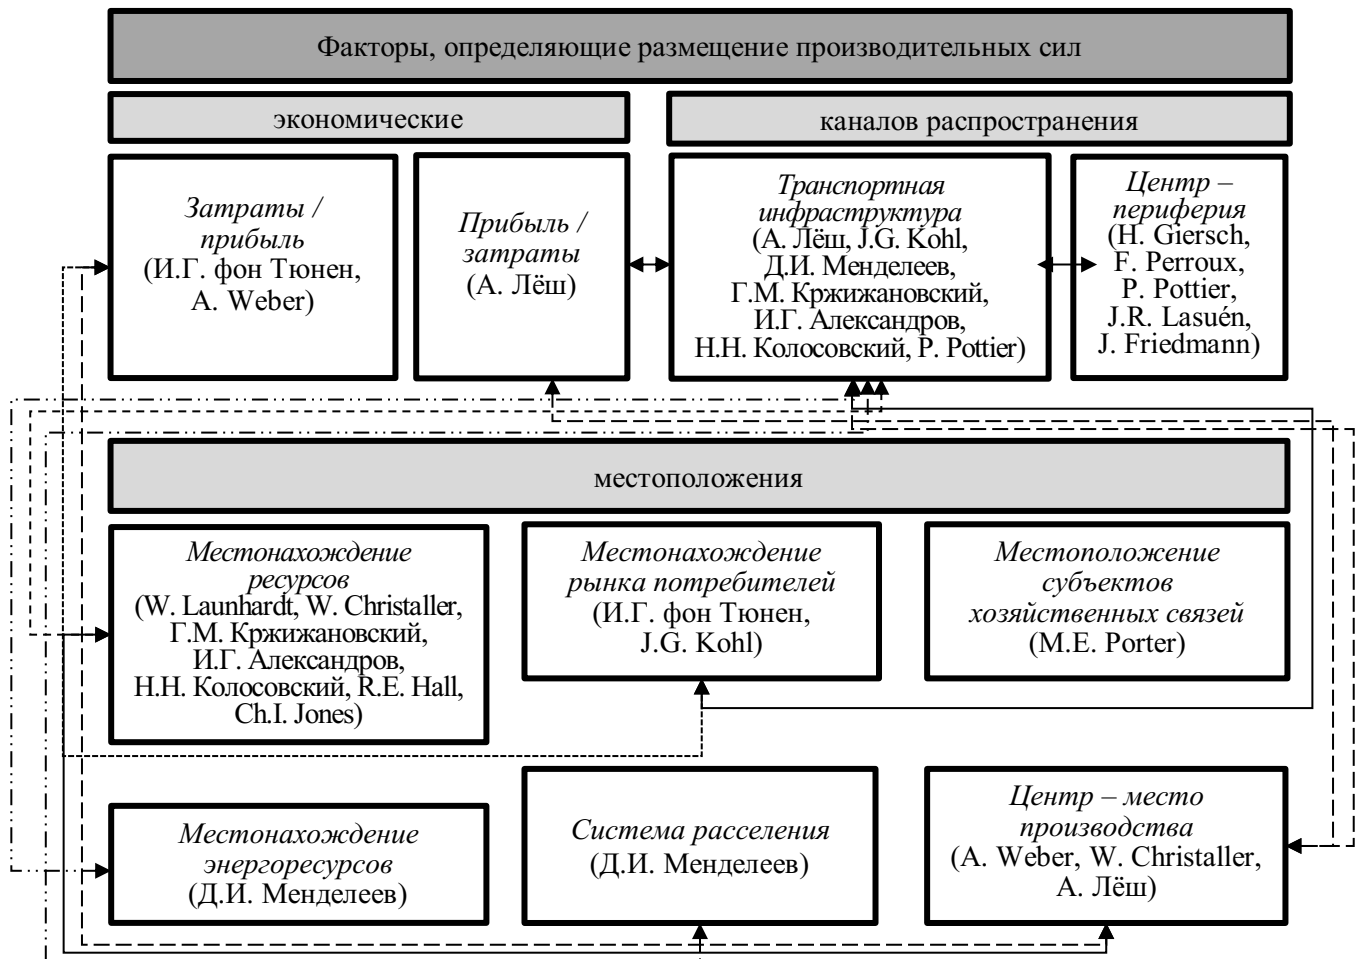 Факторы, определяющие размещение производительных сил
экономические
каналов распространения
Затраты /
прибыль
(И.Г. фон Тюнен,
A. Weber)
Прибыль /
затраты
(А. Лёш)
Транспортная
инфраструктура
(А. Лёш, J.G. Kohl,
Д.И. Менделеев,
Г.М. Кржижановский,
И.Г. Александров,
Н.Н. Колосовский, P. Pottier)
Центр –
периферия
(H. Giersch,
F. Perroux,
P. Pottier,
J.R. Lasuén,
J. Friedmann)
местоположения
Местонахождение
ресурсов
(W. Launhardt, W. Christaller,
Г.М. Кржижановский,
И.Г. Александров,
Н.Н. Колосовский, R.E. Hall,
Ch.I. Jones)
Местонахождение
рынка потребителей
(И.Г. фон Тюнен,
J.G. Kohl)
Местоположение
субъектов
хозяйственных связей
(M.E. Porter)
Местонахождение
энергоресурсов
(Д.И. Менделеев)
Система расселения
(Д.И. Менделеев)
Центр – место
производства
(A. Weber, W. Christaller,
А. Лёш)